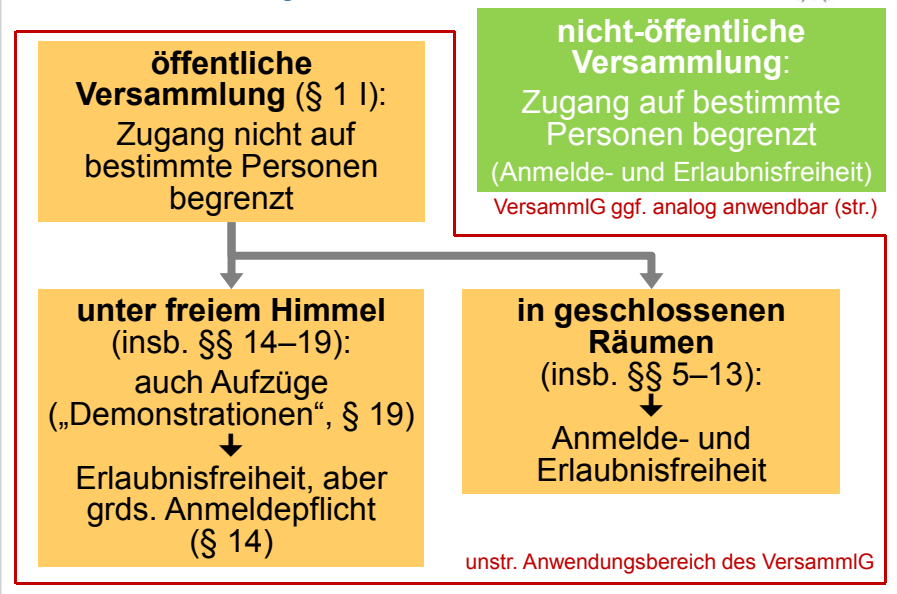 öffentliche
Versammlung (§ 1 I):
Zugang nicht auf
bestimmte Personen
begrenzt
nicht-öffentliche
Versammlung:
Zugang auf bestimmte
Personen begrenzt
(Anmelde- und Erlaubnisfreiheit)
VersammlG ggf. analog anwendbar (str.)
unter freiem Himmel
(insb. §§ 14–19):
auch Aufzüge
(„Demonstrationen“, § 19)
Erlaubnisfreiheit, aber
grds. Anmeldepflicht
(§ 14)
in geschlossenen
Räumen
(insb. §§ 5–13):
Anmelde- und
Erlaubnisfreiheit
unstr. Anwendungsbereich des VersammlG